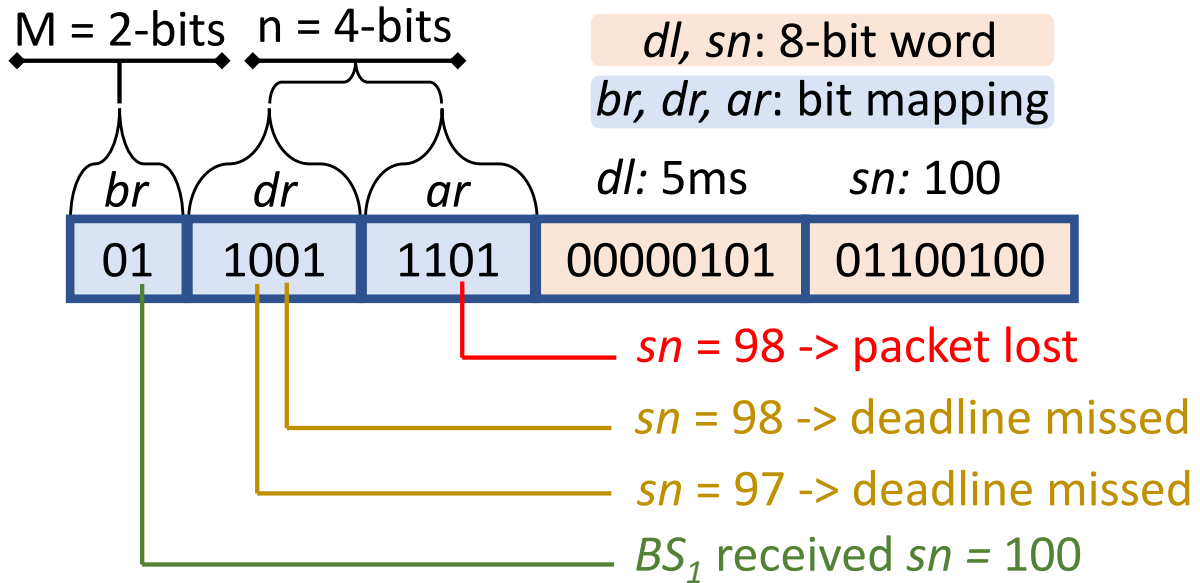 M = 2-bits n = 4-bits dl, sn: 8-bit word
br, dr, ar: bit mapping
br dr ar dl: 5ms sn: 100
01 1001 1101 00000101 01100100
sn = 98 -> packet lost
sn = 98 -> deadline missed
sn = 97 -> deadline missed
BS₁ received sn = 100